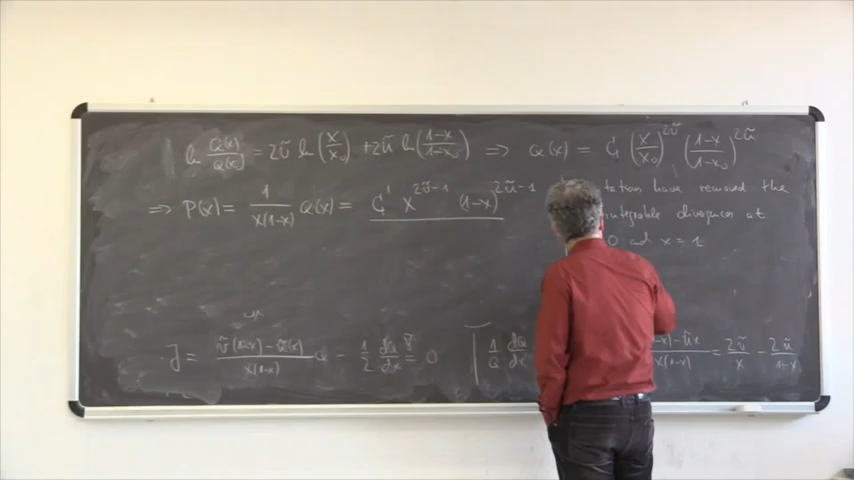 ln Q(x)/Q(x₀) = 2ṽ ln (x/x₀) + 2ũ ln (1-x/1-x₀) ⇒ Q(x) = C (x/x₀)^2ṽ (1-x/1-x₀)^2ũ
⇒ P(x) = 1/x(1-x) Q(x) = C' x^2ṽ-1 (1-x)^2ũ-1
tation have removed the
integrable divergences at
0 and x = 1
J = ṽ(1-x) - ũ(x)/x(1-x) Q - 1/2 dQ/dx = 0
1/Q dQ/dx
-x) - ũx/x(1-x) = 2ṽ/x - 2ũ/1-x